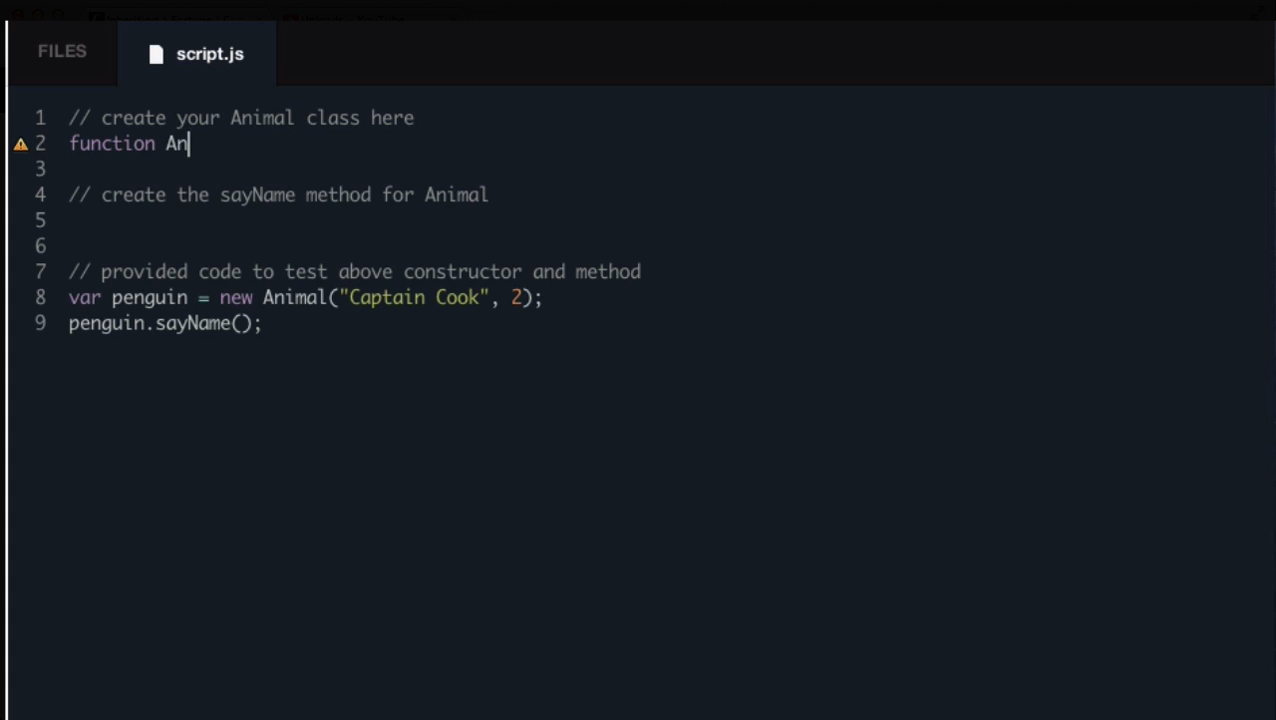 FILES
script.js
1 // create your Animal class here
2 function An
3
4 // create the sayName method for Animal
5
6
7 // provided code to test above constructor and method
8 var penguin = new Animal("Captain Cook", 2);
9 penguin.sayName();